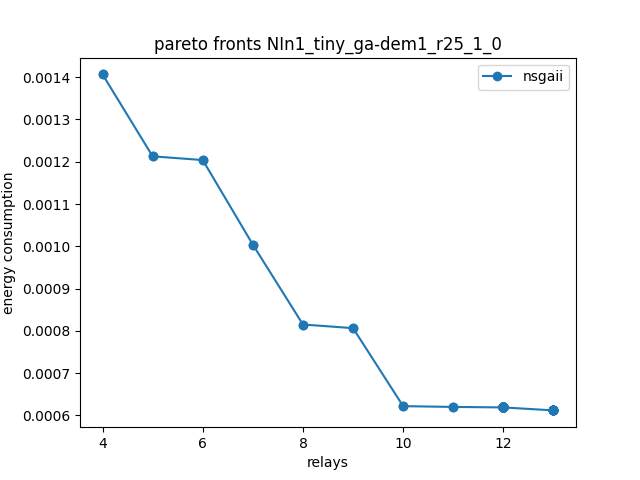 pareto fronts NIn1_tiny_ga-dem1_r25_1_0
nsgaii
energy consumption
0.0014
0.0013
0.0012
0.0011
0.0010
0.0009
0.0008
0.0007
0.0006
4 6 8 10 12
relays